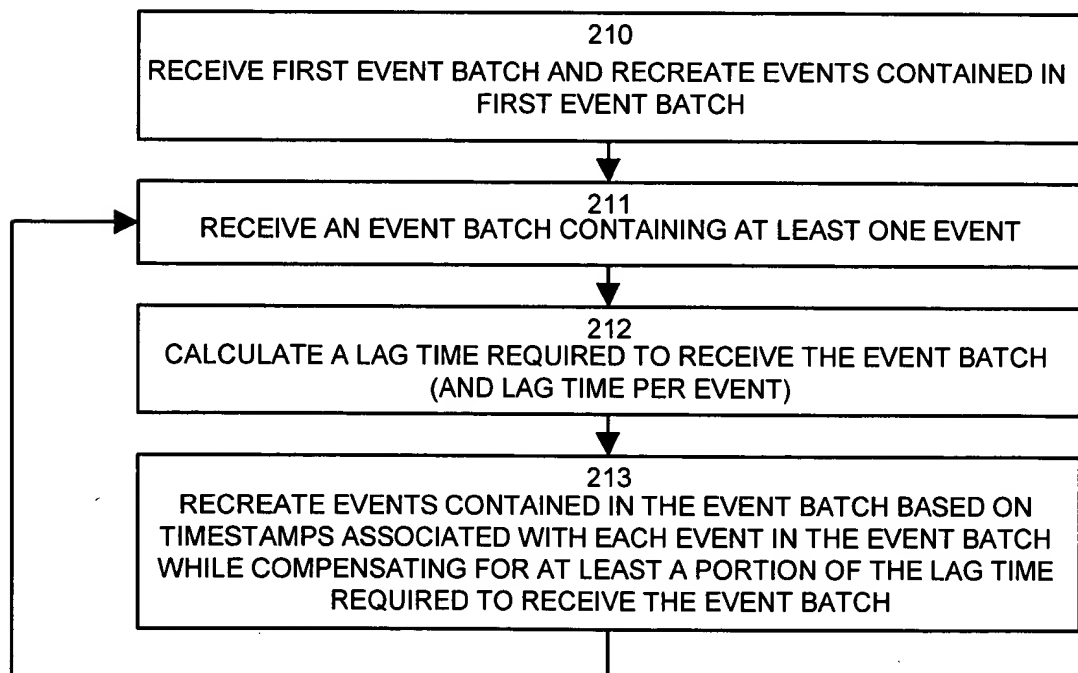 210
RECEIVE FIRST EVENT BATCH AND RECREATE EVENTS CONTAINED IN
FIRST EVENT BATCH
211
RECEIVE AN EVENT BATCH CONTAINING AT LEAST ONE EVENT
212
CALCULATE A LAG TIME REQUIRED TO RECEIVE THE EVENT BATCH
(AND LAG TIME PER EVENT)
213
RECREATE EVENTS CONTAINED IN THE EVENT BATCH BASED ON
TIMESTAMPS ASSOCIATED WITH EACH EVENT IN THE EVENT BATCH
WHILE COMPENSATING FOR AT LEAST A PORTION OF THE LAG TIME
REQUIRED TO RECEIVE THE EVENT BATCH